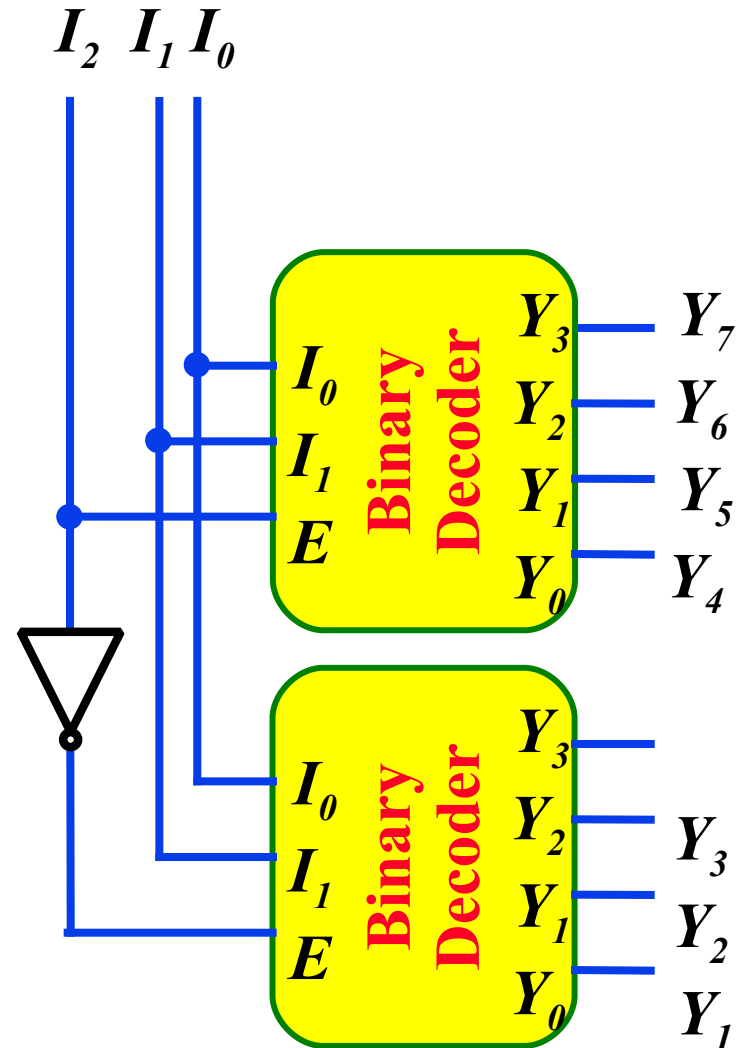 I2 I1 I0
Y3 Y7
I0 Binary Decoder Y2 Y6
I1 Y1 Y5
E Y0 Y4
Y3
I0 Binary Decoder Y2 Y3
I1 Y1 Y2
E Y0 Y1